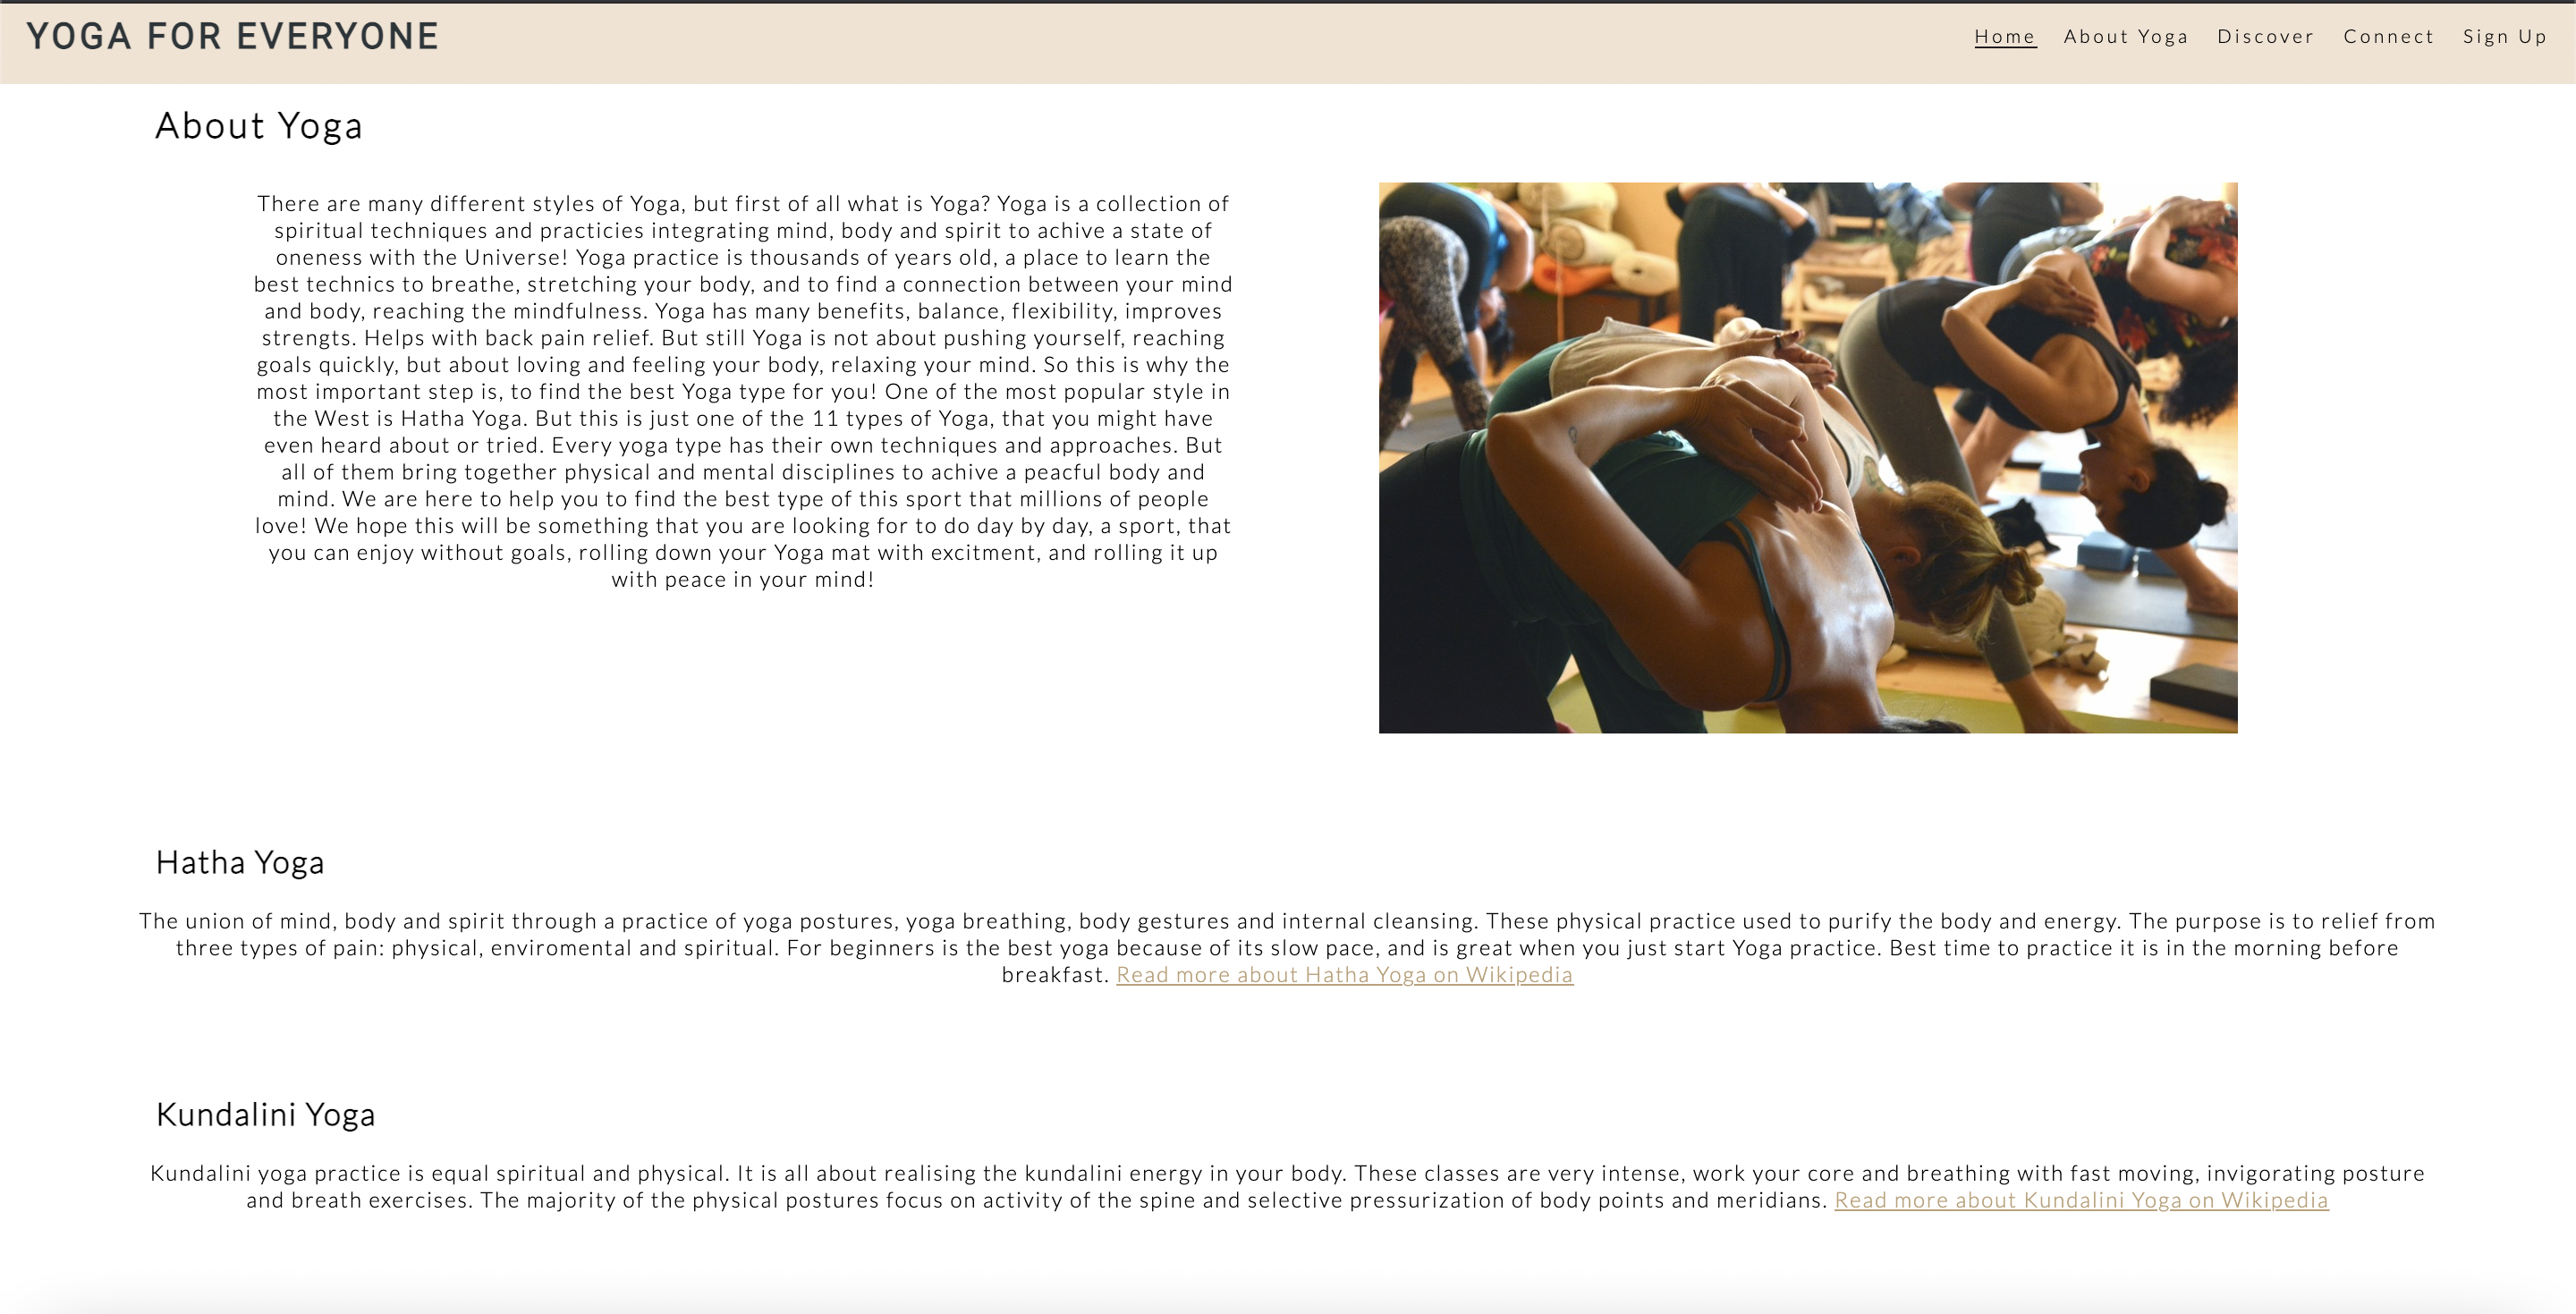 YOGA FOR EVERYONE
Home About Yoga Discover Connect Sign Up
About Yoga
There are many different styles of Yoga, but first of all what is Yoga? Yoga is a collection of
spiritual techniques and practicies integrating mind, body and spirit to achive a state of
oneness with the Universe! Yoga practice is thousands of years old, a place to learn the
best technics to breathe, stretching your body, and to find a connection between your mind
and body, reaching the mindfulness. Yoga has many benefits, balance, flexibility, improves
strengts. Helps with back pain relief. But still Yoga is not about pushing yourself, reaching
goals quickly, but about loving and feeling your body, relaxing your mind. So this is why the
most important step is, to find the best Yoga type for you! One of the most popular style in
the West is Hatha Yoga. But this is just one of the 11 types of Yoga, that you might have
even heard about or tried. Every yoga type has their own techniques and approaches. But
all of them bring together physical and mental disciplines to achive a peacful body and
mind. We are here to help you to find the best type of this sport that millions of people
love! We hope this will be something that you are looking for to do day by day, a sport, that
you can enjoy without goals, rolling down your Yoga mat with excitment, and rolling it up
with peace in your mind!
Hatha Yoga
The union of mind, body and spirit through a practice of yoga postures, yoga breathing, body gestures and internal cleansing. These physical practice used to purify the body and energy. The purpose is to relief from
three types of pain: physical, enviromental and spiritual. For beginners is the best yoga because of its slow pace, and is great when you just start Yoga practice. Best time to practice it is in the morning before
breakfast. Read more about Hatha Yoga on Wikipedia
Kundalini Yoga
Kundalini yoga practice is equal spiritual and physical. It is all about realising the kundalini energy in your body. These classes are very intense, work your core and breathing with fast moving, invigorating posture
and breath exercises. The majority of the physical postures focus on activity of the spine and selective pressurization of body points and meridians. Read more about Kundalini Yoga on Wikipedia